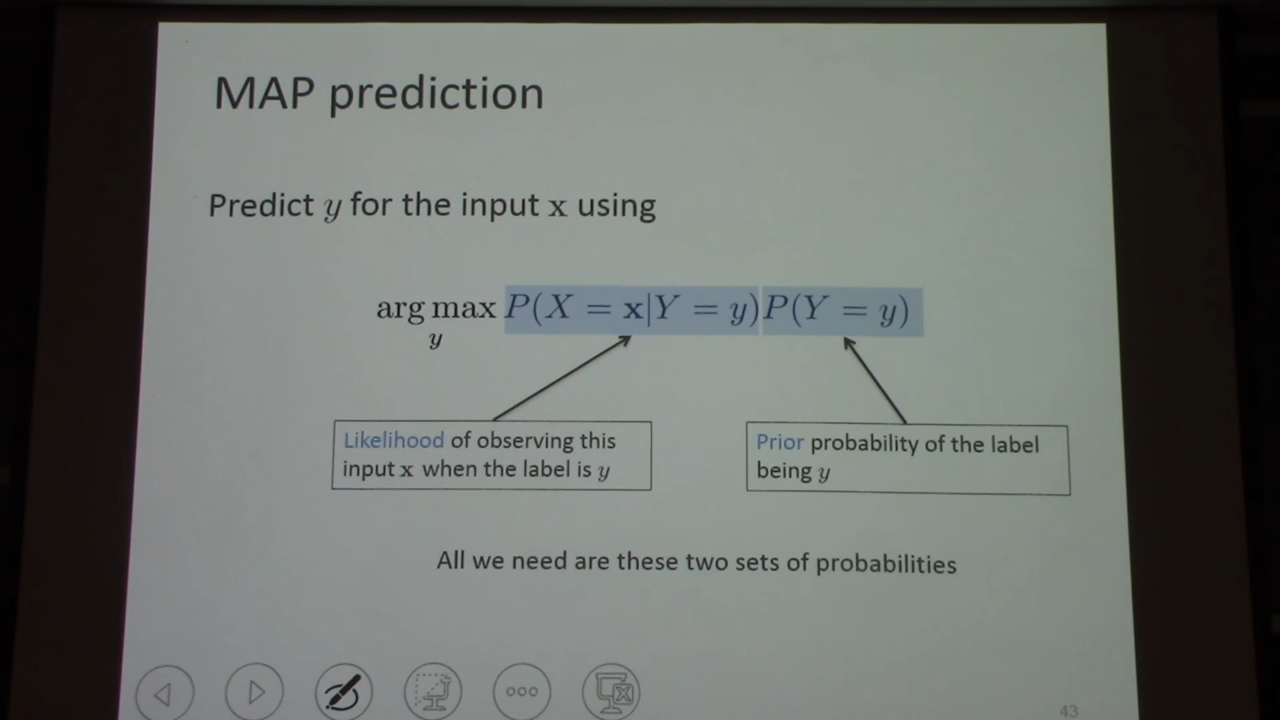 MAP prediction
Predict y for the input x using
arg max P(X = x|Y = y)P(Y = y)
y
Likelihood of observing this
input x when the label is y
Prior probability of the label
being y
All we need are these two sets of probabilities
43